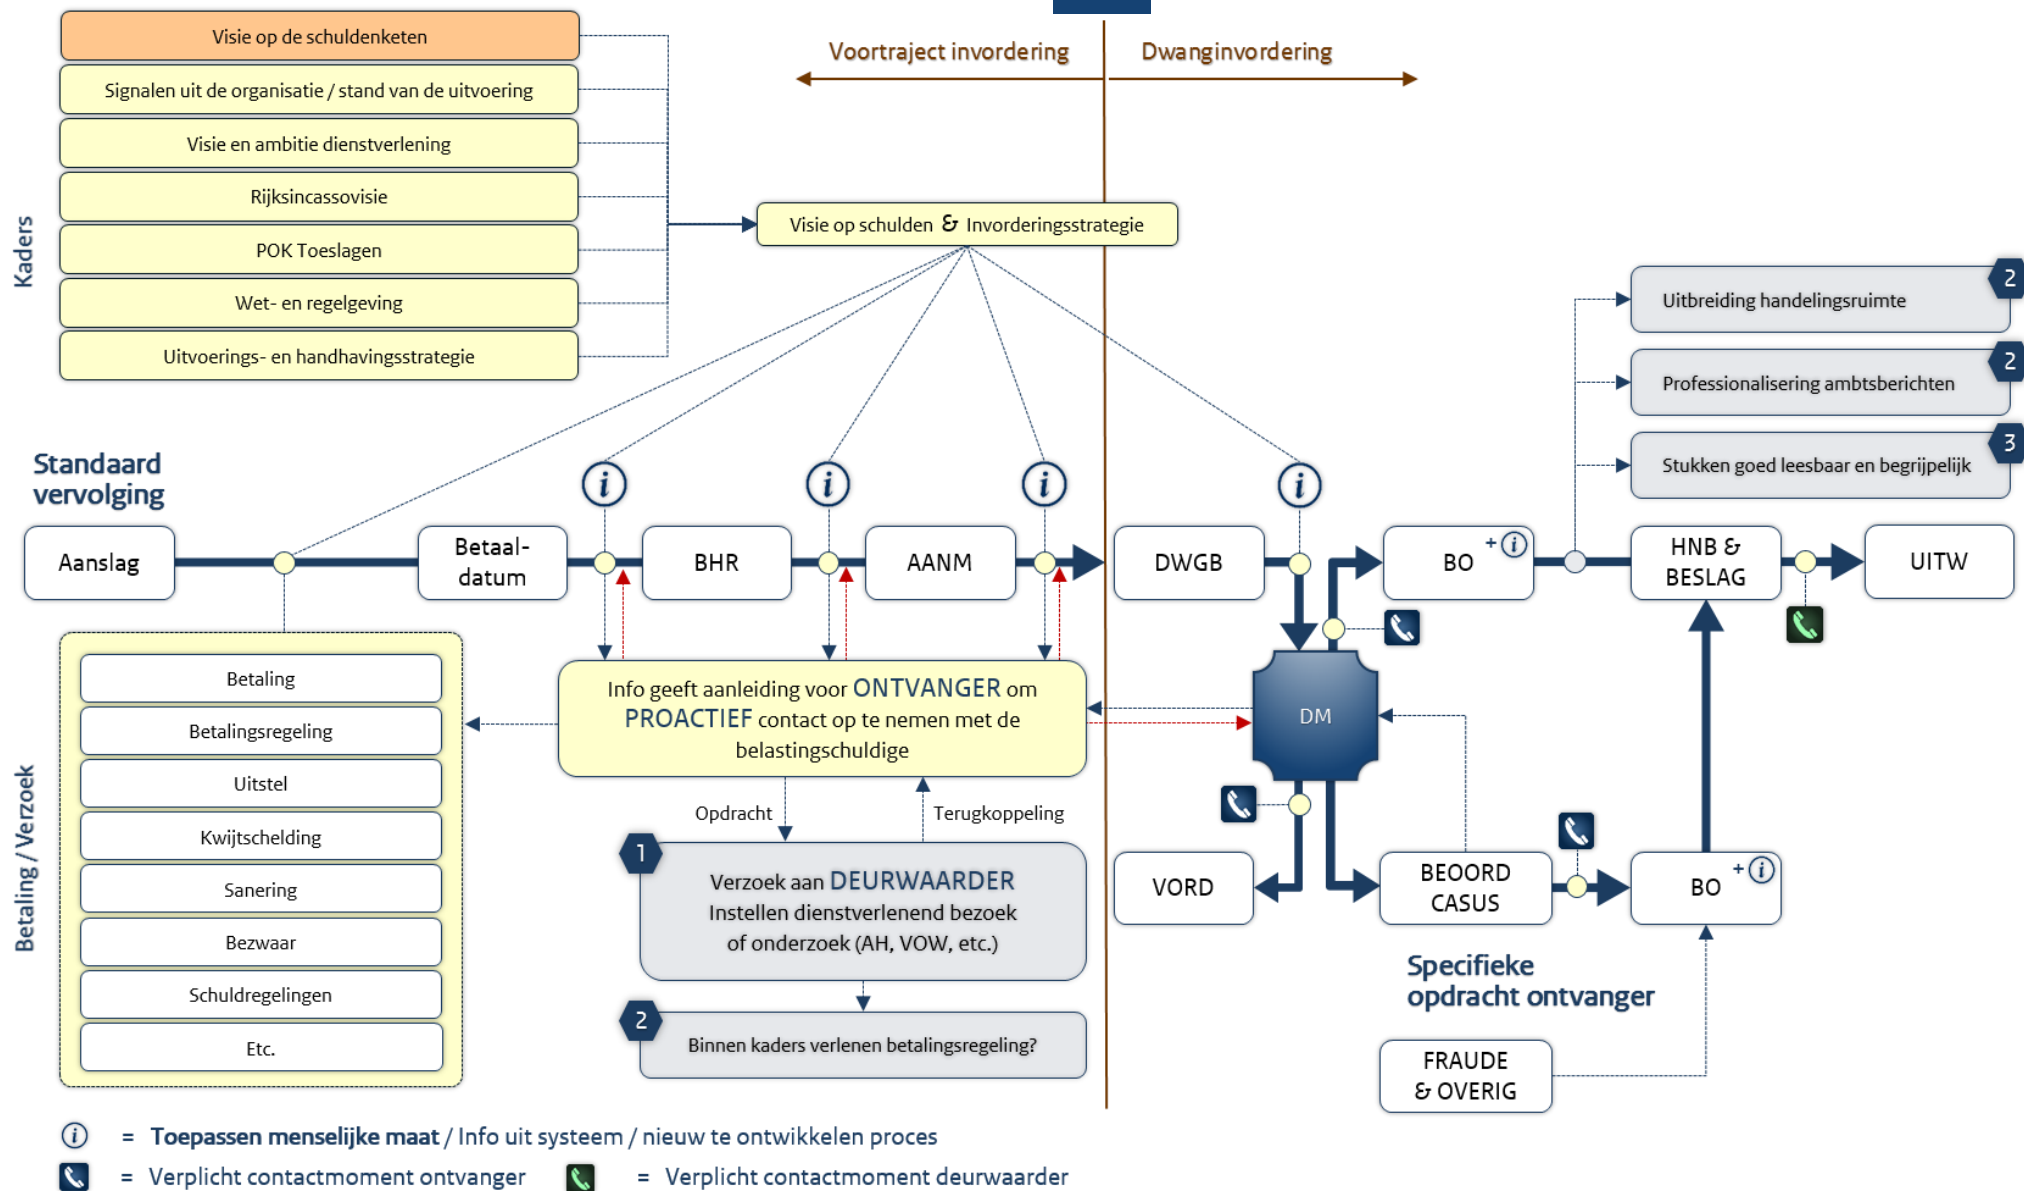 Visie op de schuldenketen
Signalen uit de organisatie / stand van de uitvoering
Visie en ambitie dienstverlening
Rijksincassovisie
POK Toeslagen
Wet- en regelgeving
Uitvoerings- en handhavingsstrategie
Kaders
Voortraject invordering
Dwanginvordering
Visie op schulden & Invorderingsstrategie
Uitbreiding handelingsruimte
2
Professionalisering ambtsberichten
2
Stukken goed leesbaar en begrijpelijk
3
Standaard
vervolging
i
i
i
i
Aanslag
Betaal-
datum
BHR
AANM
DWGB
BO
+ i
HNB &
BESLAG
UITW
Betaling / Verzoek
Betaling
Betalingsregeling
Uitstel
Kwijtschelding
Sanering
Bezwaar
Schuldregelingen
Etc.
Info geeft aanleiding voor ONTVANGER om
PROACTIEF contact op te nemen met de
belastingschuldige
Opdracht
Terugkoppeling
1
Verzoek aan DEURWAARDER
Instellen dienstverlenend bezoek
of onderzoek (AH, VOW, etc.)
2
Binnen kaders verlenen betalingsregeling?
DM
VORD
BEOORD
CASUS
BO
+ i
Specifieke
opdracht ontvanger
FRAUDE
& OVERIG
i = Toepassen menselijke maat / Info uit systeem / nieuw te ontwikkelen proces
= Verplicht contactmoment ontvanger
= Verplicht contactmoment deurwaarder